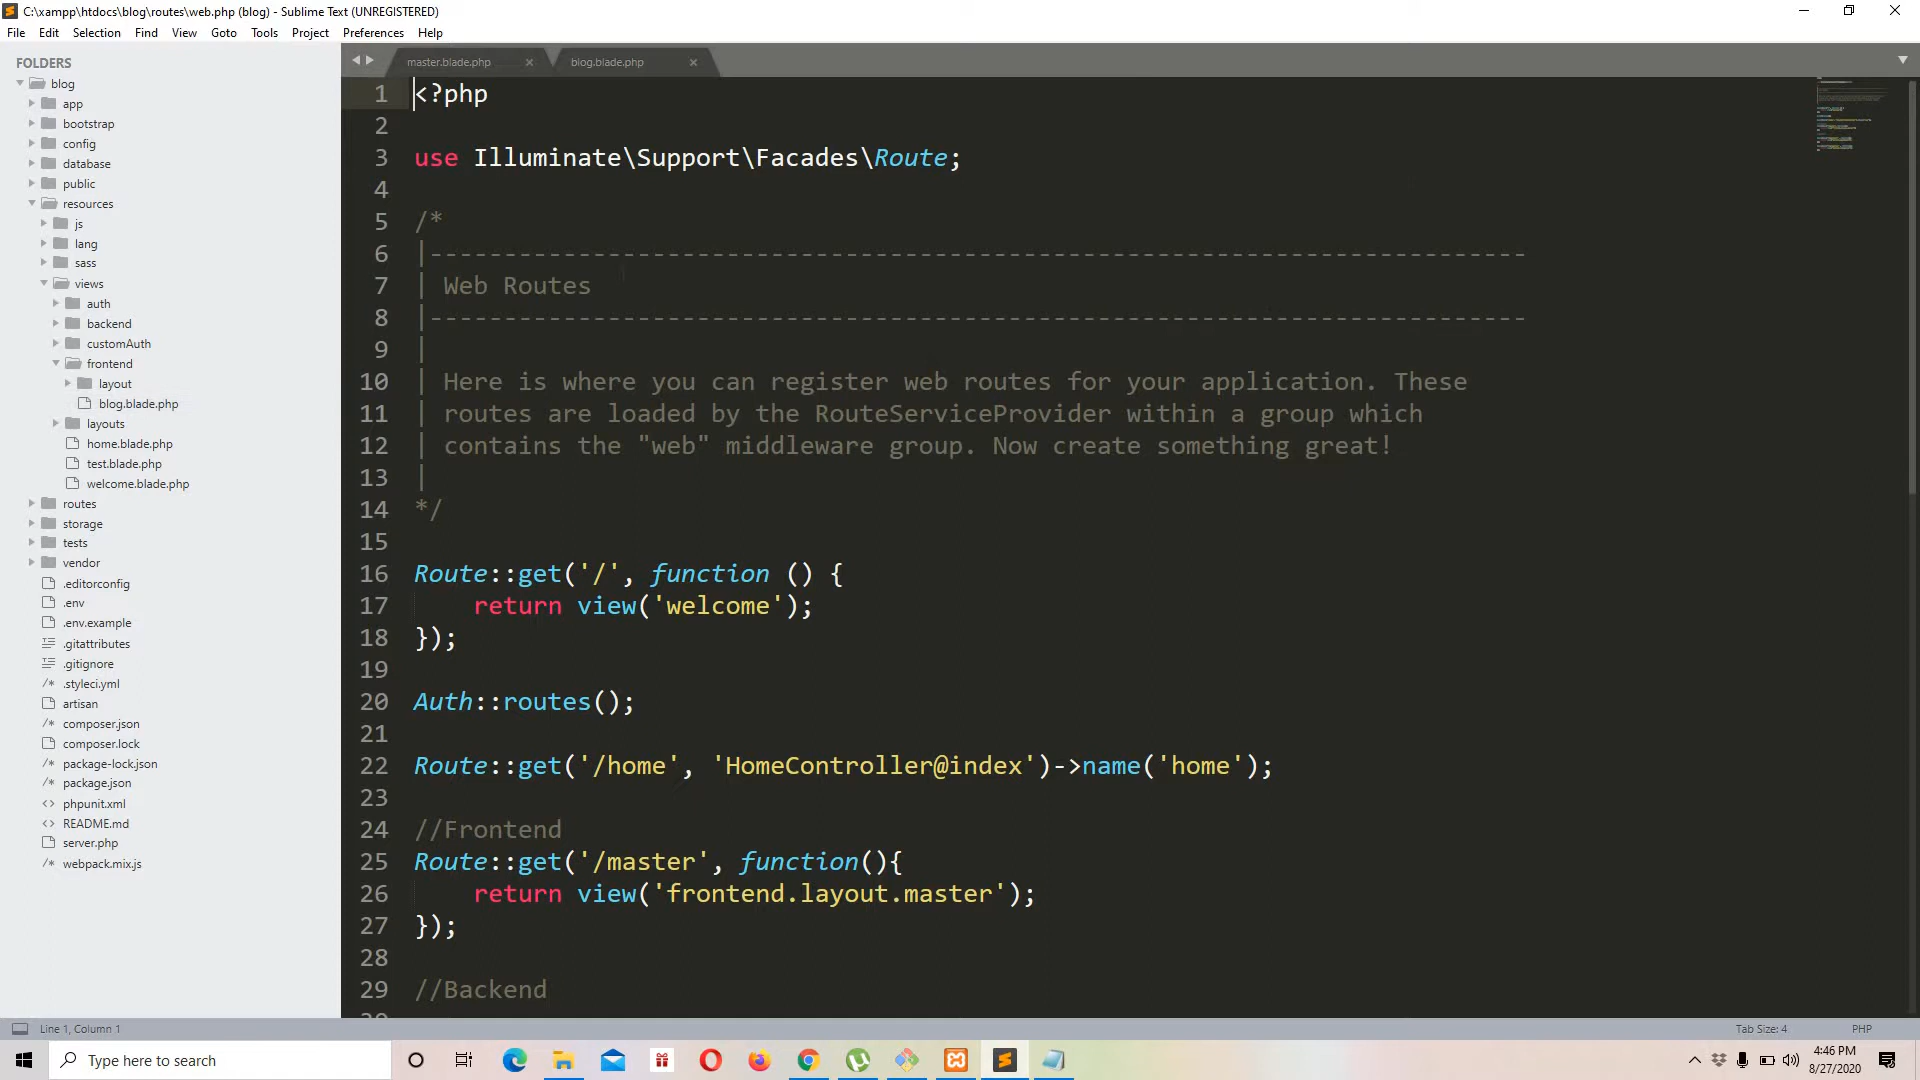 C:\xampp\htdocs\blog\routes\web.php (blog) - Sublime Text (UNREGISTERED)
File Edit Selection Find View Goto Tools Project Preferences Help
FOLDERS
blog
app
bootstrap
config
database
public
resources
js
lang
sass
views
auth
backend
customAuth
frontend
layout
blog.blade.php
layouts
home.blade.php
test.blade.php
welcome.blade.php
routes
storage
tests
vendor
.editorconfig
.env
.env.example
.gitattributes
.gitignore
.styleci.yml
artisan
composer.json
composer.lock
package-lock.json
package.json
phpunit.xml
README.md
server.php
webpack.mix.js
master.blade.php blog.blade.php
1 <?php
2
3 use Illuminate\Support\Facades\Route;
4
5 /*
6 |--------------------------------------------------------------------------
7 | Web Routes
8 |--------------------------------------------------------------------------
9 |
10 | Here is where you can register web routes for your application. These
11 | routes are loaded by the RouteServiceProvider within a group which
12 | contains the "web" middleware group. Now create something great!
13 |
14 */
15
16 Route::get('/', function () {
17     return view('welcome');
18 });
19
20 Auth::routes();
21
22 Route::get('/home', 'HomeController@index')->name('home');
23
24 //Frontend
25 Route::get('/master', function(){
26     return view('frontend.layout.master');
27 });
28
29 //Backend
Line 1, Column 1 Tab Size: 4 PHP
Type here to search
4:46 PM
8/27/2020